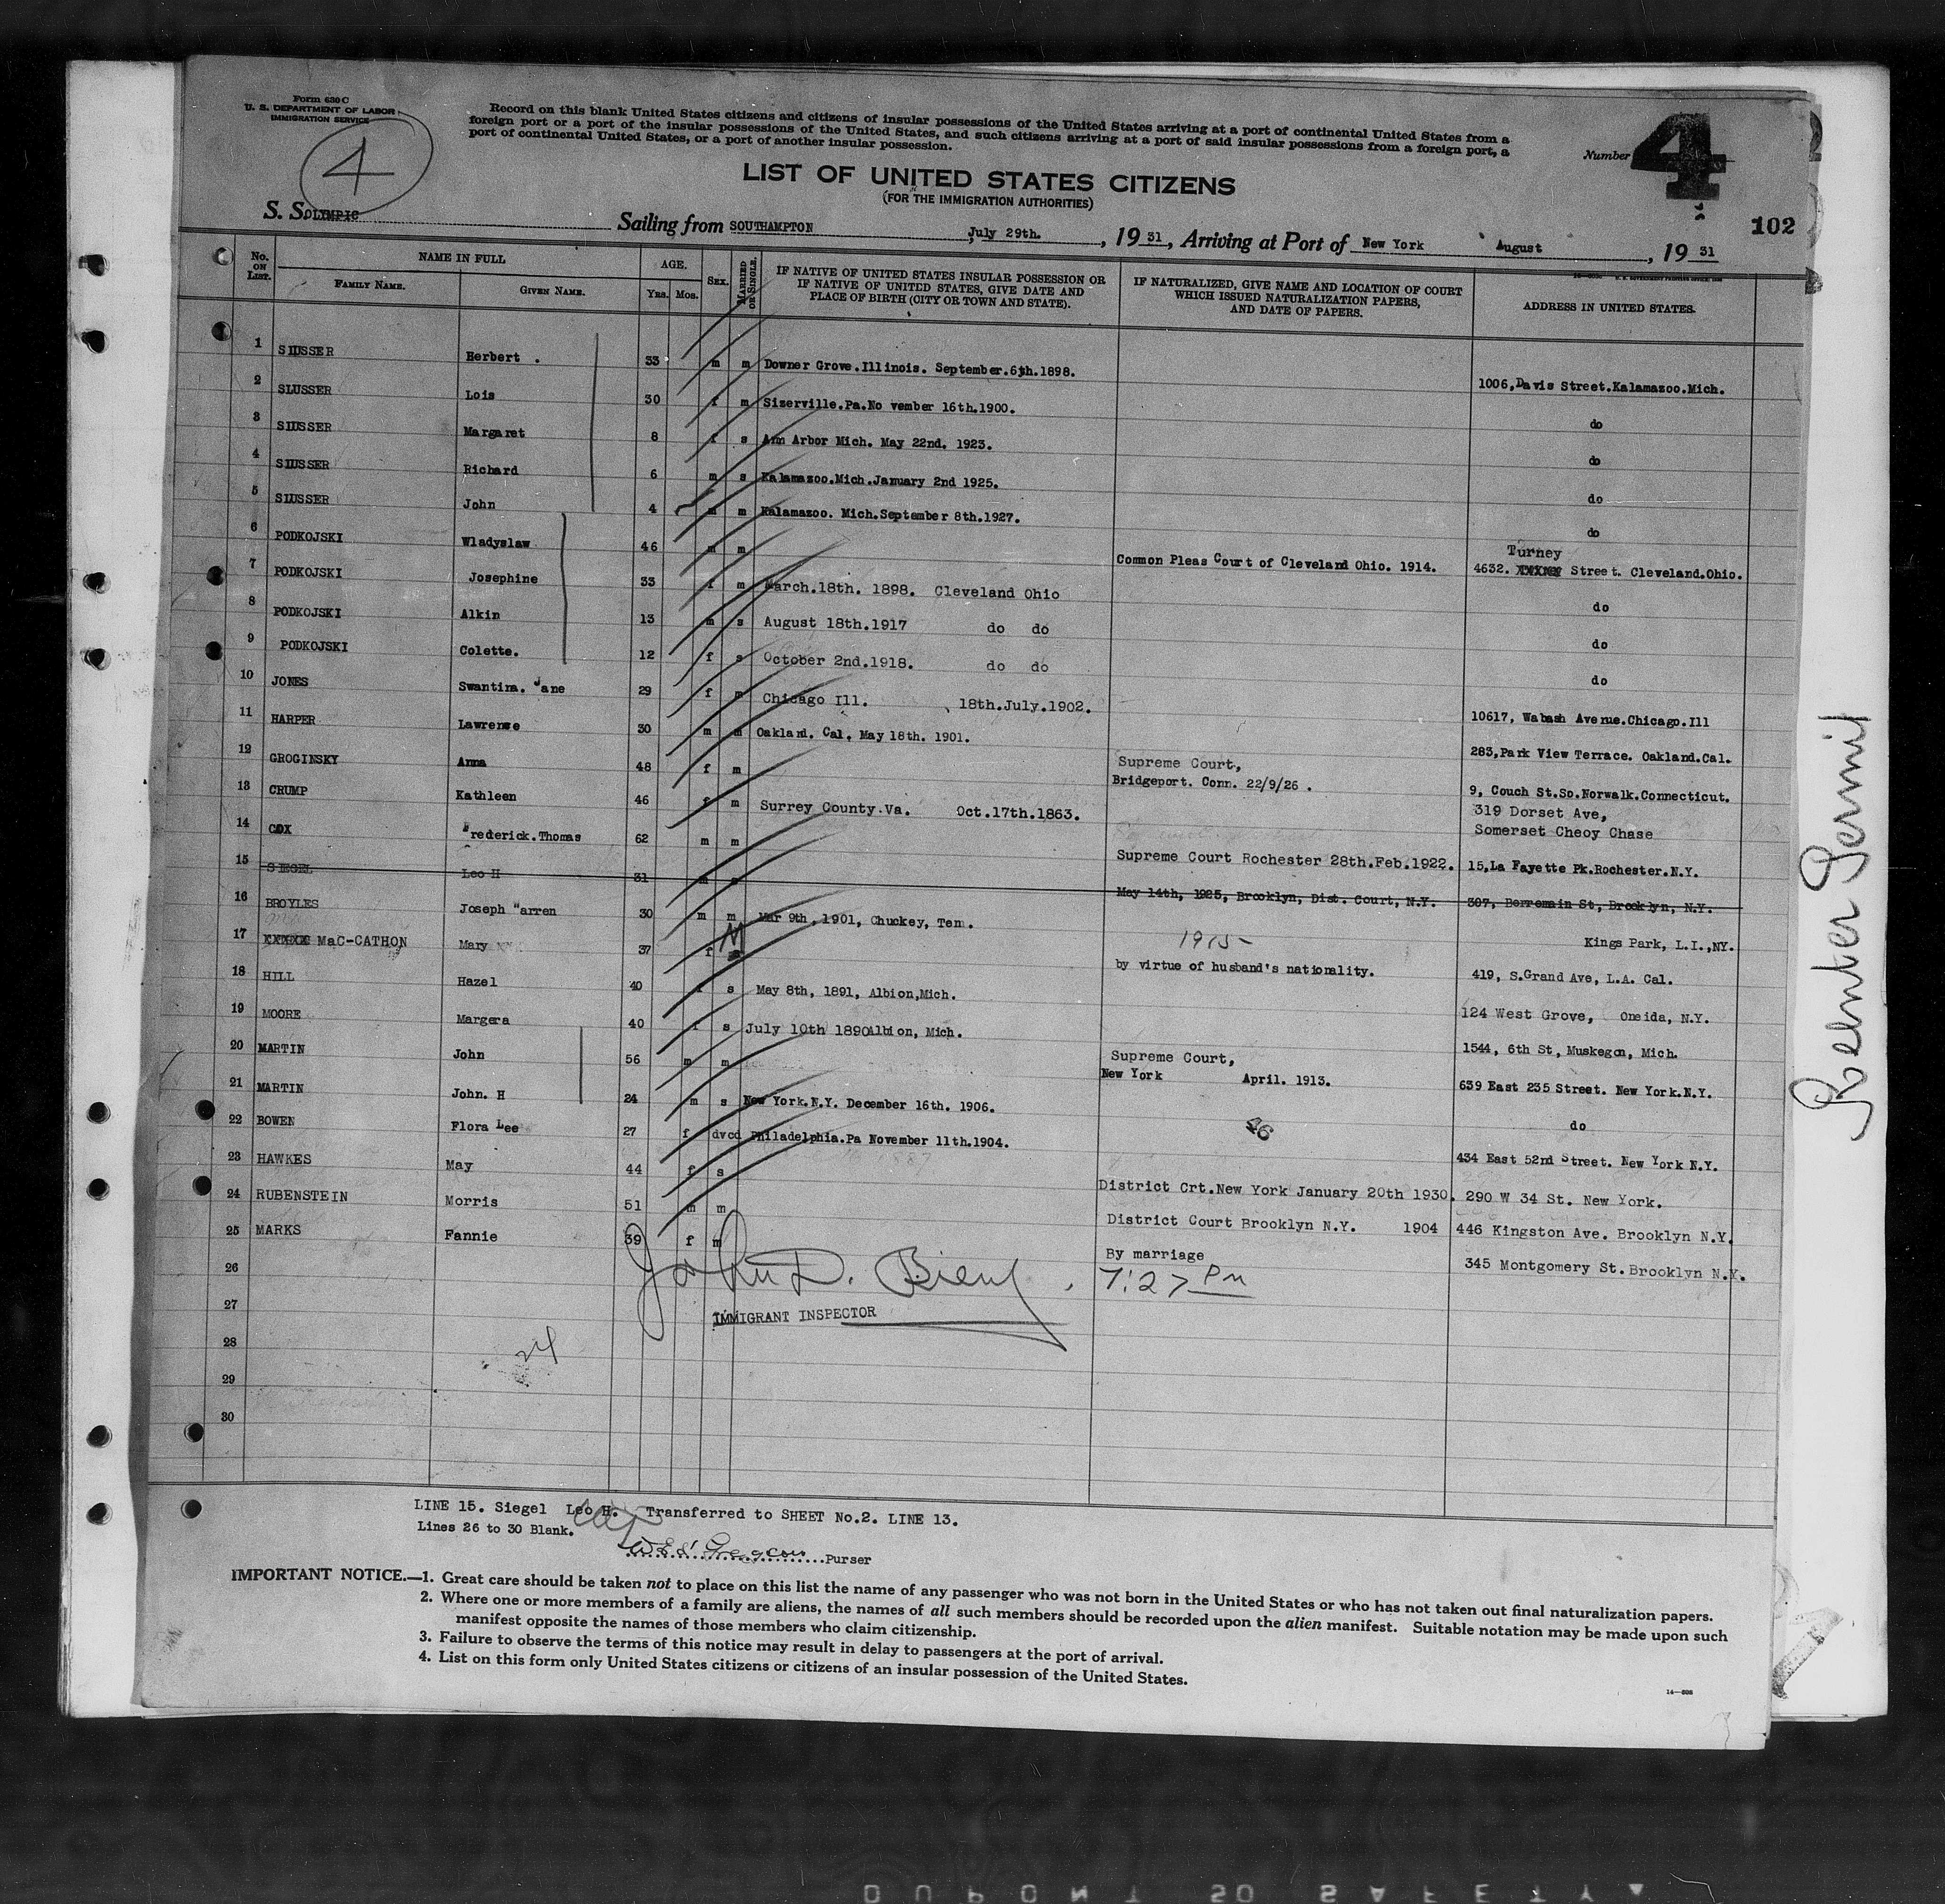 Form 630 C
U. S. DEPARTMENT OF LABOR
IMMIGRATION SERVICE
4
Record on this blank United States citizens and citizens of insular possessions of the United States arriving at a port of continental United States from a
foreign port or a port of the insular possessions of the United States, and such citizens arriving at a port of said insular possessions from a foreign port, a
port of continental United States, or a port of another insular possession.
Number 4
LIST OF UNITED STATES CITIZENS
(FOR THE IMMIGRATION AUTHORITIES)
102
S. S. OLYMPIC Sailing from SOUTHAMPTON July 29th. , 19 31, Arriving at Port of New York August , 19 31
No. ON LIST. NAME IN FULL FAMILY NAME. GIVEN NAME. AGE. Yrs. Mos. SEX. MARRIED OR SINGLE. IF NATIVE OF UNITED STATES INSULAR POSSESSION OR IF NATIVE OF UNITED STATES, GIVE DATE AND PLACE OF BIRTH (CITY OR TOWN AND STATE). IF NATURALIZED, GIVE NAME AND LOCATION OF COURT WHICH ISSUED NATURALIZATION PAPERS, AND DATE OF PAPERS. ADDRESS IN UNITED STATES.
1 SLUSSER Herbert . 33 m m Downer Grove.Illinois. September.6th.1898. 1006,Davis Street.Kalamazoo.Mich.
2 SLUSSER Lois 30 f m Sizerville.Pa.No vember 16th.1900. do
3 SLUSSER Margaret 8 f s Ann Arbor Mich. May 22nd. 1923. do
4 SLUSSER Richard 6 m s Kalamazoo.Mich.January 2nd 1925. do
5 SLUSSER John 4 m m Kalamazoo. Mich.September 8th.1927. do
6 PODKOJSKI Wladyslaw 46 m m Common Pleas Court of Cleveland Ohio. 1914. Turney 4632. Street. Cleveland.Ohio.
7 PODKOJSKI Josephine 33 f m March.18th. 1898. Cleveland Ohio do
8 PODKOJSKI Alkin 13 m s August 18th.1917 do do do
9 PODKOJSKI Colette. 12 f s October 2nd.1918. do do do
10 JONES Swantina. Jane 29 f m Chicago Ill. 18th.July.1902. 10617, Wabash Avenue.Chicago.Ill
11 HARPER Lawrence 30 m m Oakland. Cal. May 18th. 1901. 283,Park View Terrace. Oakland.Cal.
12 GROGINSKY Anna 48 f m Supreme Court, Bridgeport. Conn. 22/9/26 . 9, Couch St.So.Norwalk.Connecticut.
13 CRUMP Kathleen 46 f m Surrey County.Va. Oct.17th.1863. 319 Dorset Ave, Somerset Cheoy Chase
14 COX Frederick.Thomas 62 m m Supreme Court Rochester 28th.Feb.1922. 15,La Fayette Pk.Rochester.N.Y.
15 SIEGEL Leo H 31 m s May 14th, 1925, Brooklyn, Dist. Court, N.Y. 307, Berremain St, Brooklyn, N.Y.
16 BROYLES Joseph Warren 30 m m Mar 9th, 1901, Chuckey, Ten. Kings Park, L.I.,NY.
17 MaC-CATHON Mary 37 f M 1915- by virtue of husband's nationality. 419, S.Grand Ave, L.A. Cal.
18 HILL Hazel 40 f s May 8th, 1891, Albion,Mich. 124 West Grove, Oneida, N.Y.
19 MOORE Margera 40 f s July 10th 1890Albion, Mich. 1544, 6th St, Muskegon, Mich.
20 MARTIN John 56 m m Supreme Court, New York April. 1913. 639 East 235 Street. New York.N.Y.
21 MARTIN John. H 24 m s New York.N.Y. December 16th. 1906. do
22 BOWEN Flora Lee 27 f dvcd Philadelphia.Pa November 11th.1904. 46 434 East 52nd Street. New York N.Y.
23 HAWKES May 44 f s District Crt.New York January 20th 1930. 290 W 34 St. New York.
24 RUBENSTEIN Morris 51 m m District Court Brooklyn N.Y. 1904 446 Kingston Ave. Brooklyn N.Y.
25 MARKS Fannie 39 f m By marriage 345 Montgomery St.Brooklyn N.Y.
26 John D. 7:27 PM
27 IMMIGRANT INSPECTOR
28 24
29
30
LINE 15. Siegel Leo H. Transferred to SHEET No.2. LINE 13.
Lines 26 to 30 Blank.
Purser
IMPORTANT NOTICE.—1. Great care should be taken not to place on this list the name of any passenger who was not born in the United States or who has not taken out final naturalization papers.
2. Where one or more members of a family are aliens, the names of all such members should be recorded upon the alien manifest. Suitable notation may be made upon such
manifest opposite the names of those members who claim citizenship.
3. Failure to observe the terms of this notice may result in delay to passengers at the port of arrival.
4. List on this form only United States citizens or citizens of an insular possession of the United States.
Reenter Permit
DUPONT SAFETY